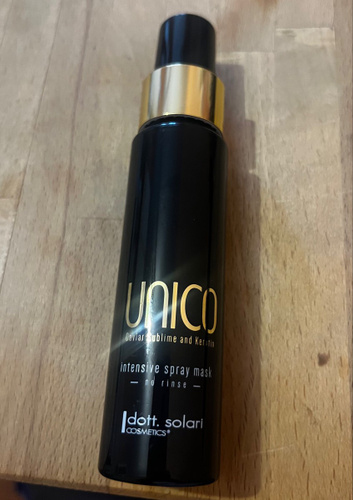 UNICO
Caviar Sublime and Keratin
intensive spray mask
— no rinse —
dott. solari
COSMETICS®